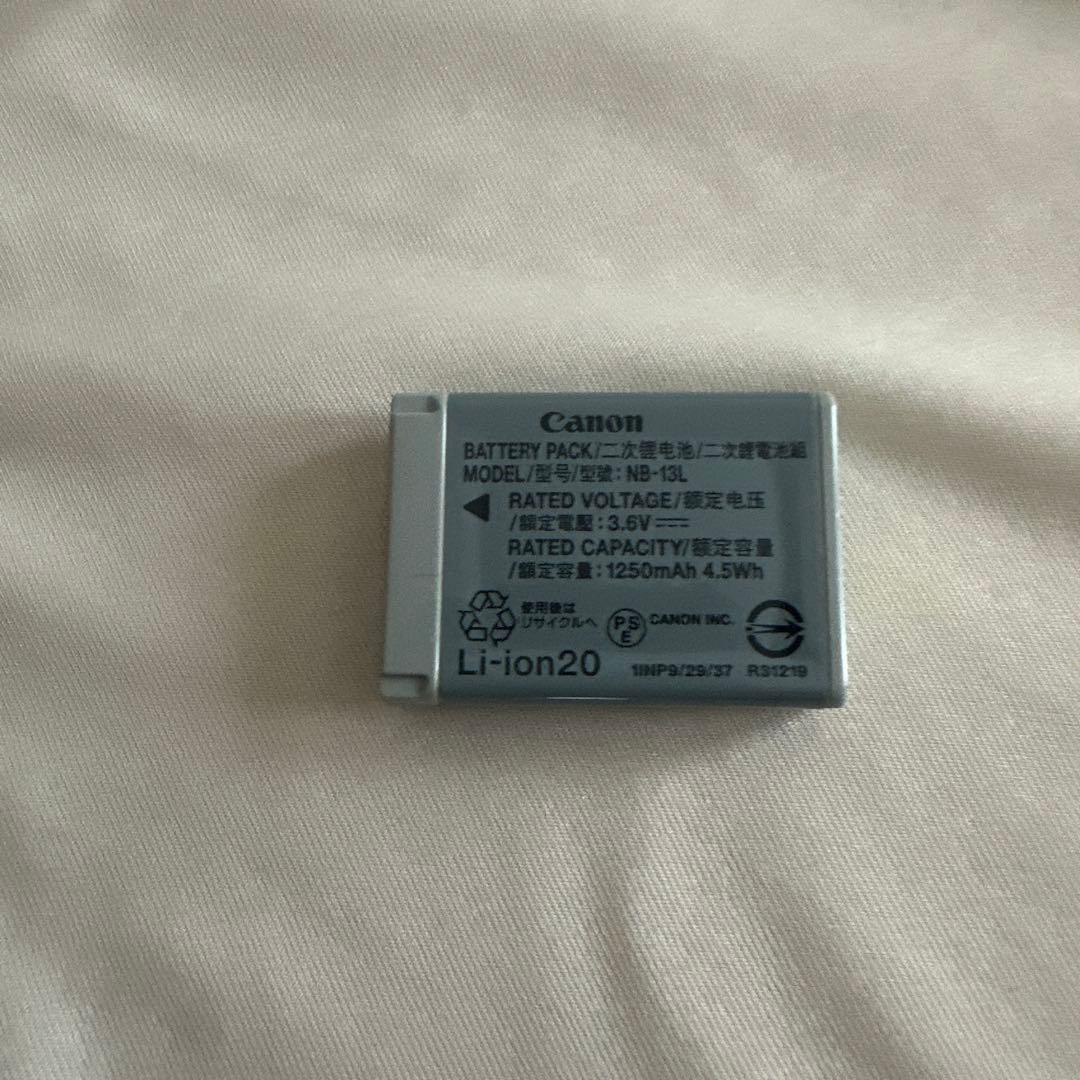 Canon
BATTERY PACK/二次锂电池/二次鋰電池組
MODEL/型号/型號: NB-13L
RATED VOLTAGE/额定电压
/額定電壓: 3.6V
RATED CAPACITY/额定容量
/額定容量: 1250mAh 4.5Wh
使用後は
リサイクルへ
PS
E
CANON INC.
Li-ion20
1INP9/29/37 R31219